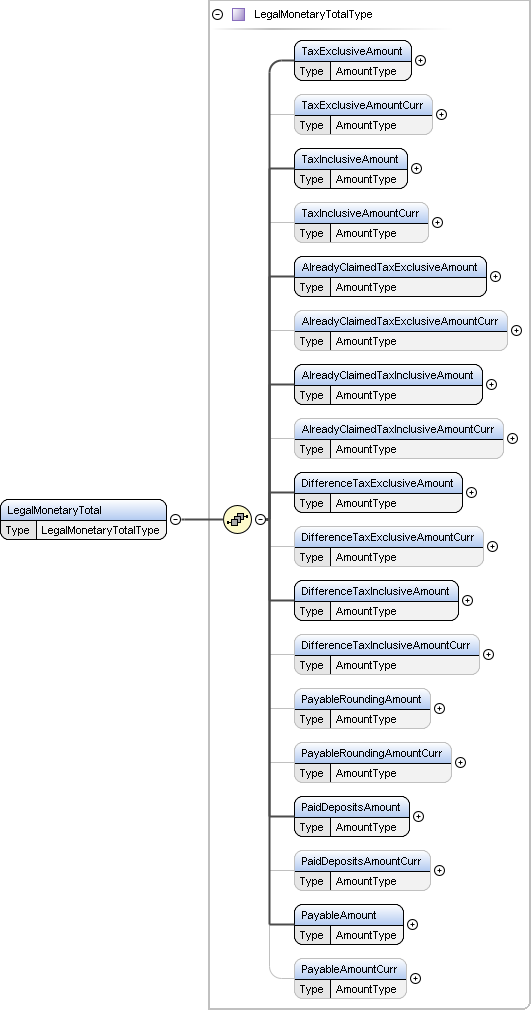 LegalMonetaryTotalType
TaxExclusiveAmount
Type AmountType
TaxExclusiveAmountCurr
Type AmountType
TaxInclusiveAmount
Type AmountType
TaxInclusiveAmountCurr
Type AmountType
AlreadyClaimedTaxExclusiveAmount
Type AmountType
AlreadyClaimedTaxExclusiveAmountCurr
Type AmountType
AlreadyClaimedTaxInclusiveAmount
Type AmountType
AlreadyClaimedTaxInclusiveAmountCurr
Type AmountType
LegalMonetaryTotal
Type LegalMonetaryTotalType
DifferenceTaxExclusiveAmount
Type AmountType
DifferenceTaxExclusiveAmountCurr
Type AmountType
DifferenceTaxInclusiveAmount
Type AmountType
DifferenceTaxInclusiveAmountCurr
Type AmountType
PayableRoundingAmount
Type AmountType
PayableRoundingAmountCurr
Type AmountType
PaidDepositsAmount
Type AmountType
PaidDepositsAmountCurr
Type AmountType
PayableAmount
Type AmountType
PayableAmountCurr
Type AmountType